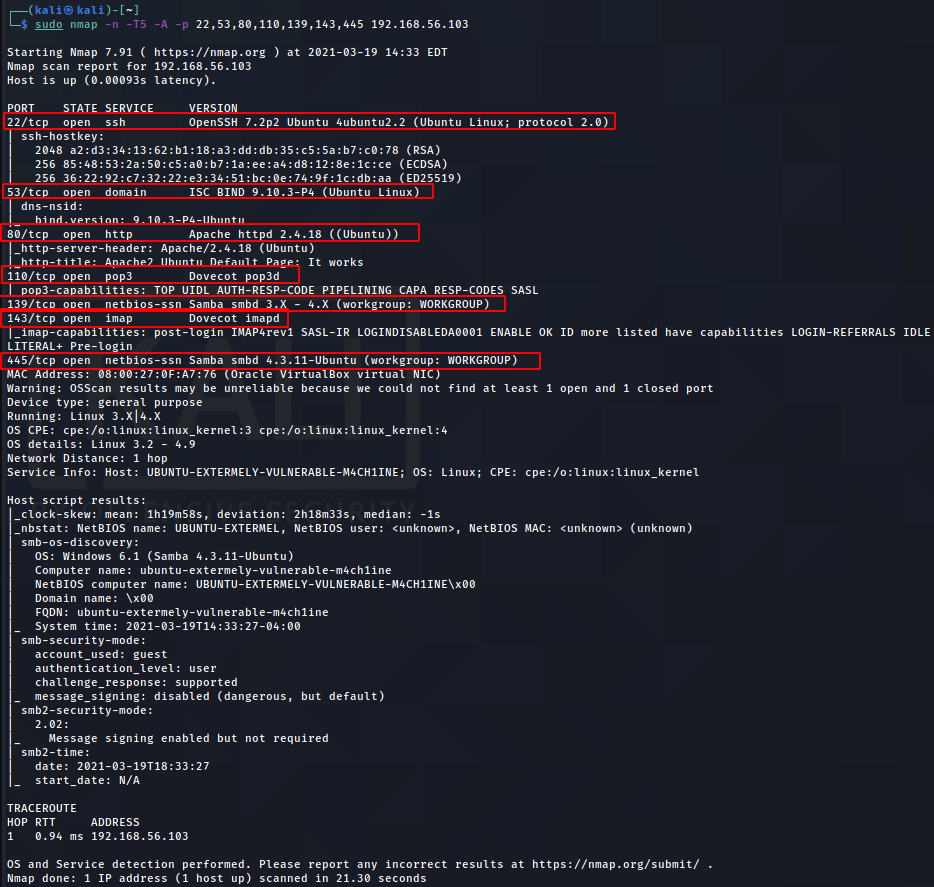 ┌──(kali㉿kali)-[~]
└─$ sudo nmap -n -T5 -A -p 22,53,80,110,139,143,445 192.168.56.103
Starting Nmap 7.91 ( https://nmap.org ) at 2021-03-19 14:33 EDT
Nmap scan report for 192.168.56.103
Host is up (0.00093s latency).
PORT    STATE SERVICE     VERSION
22/tcp  open  ssh         OpenSSH 7.2p2 Ubuntu 4ubuntu2.2 (Ubuntu Linux; protocol 2.0)
| ssh-hostkey:
|   2048 a2:d3:34:13:62:b1:18:a3:dd:db:35:c5:5a:b7:c0:78 (RSA)
|   256 85:48:53:2a:50:c5:a0:b7:1a:ee:a4:d8:12:8e:1c:ce (ECDSA)
|   256 36:22:92:c7:32:22:e3:34:51:bc:0e:74:9f:1c:db:aa (ED25519)
53/tcp  open  domain      ISC BIND 9.10.3-P4 (Ubuntu Linux)
| dns-nsid:
|_  bind.version: 9.10.3-P4-Ubuntu
80/tcp  open  http        Apache httpd 2.4.18 ((Ubuntu))
|_http-server-header: Apache/2.4.18 (Ubuntu)
|_http-title: Apache2 Ubuntu Default Page: It works
110/tcp open  pop3        Dovecot pop3d
|_pop3-capabilities: TOP UIDL AUTH-RESP-CODE PIPELINING CAPA RESP-CODES SASL
139/tcp open  netbios-ssn Samba smbd 3.X - 4.X (workgroup: WORKGROUP)
143/tcp open  imap        Dovecot imapd
|_imap-capabilities: post-login IMAP4rev1 SASL-IR LOGINDISABLEDA0001 ENABLE OK ID more listed have capabilities LOGIN-REFERRALS IDLE
LITERAL+ Pre-login
445/tcp open  netbios-ssn Samba smbd 4.3.11-Ubuntu (workgroup: WORKGROUP)
MAC Address: 08:00:27:0F:A7:76 (Oracle VirtualBox virtual NIC)
Warning: OSScan results may be unreliable because we could not find at least 1 open and 1 closed port
Device type: general purpose
Running: Linux 3.X|4.X
OS CPE: cpe:/o:linux:linux_kernel:3 cpe:/o:linux:linux_kernel:4
OS details: Linux 3.2 - 4.9
Network Distance: 1 hop
Service Info: Host: UBUNTU-EXTERMELY-VULNERABLE-M4CH1INE; OS: Linux; CPE: cpe:/o:linux:linux_kernel
Host script results:
|_clock-skew: mean: 1h19m58s, deviation: 2h18m33s, median: -1s
|_nbstat: NetBIOS name: UBUNTU-EXTERMEL, NetBIOS user: <unknown>, NetBIOS MAC: <unknown> (unknown)
| smb-os-discovery:
|   OS: Windows 6.1 (Samba 4.3.11-Ubuntu)
|   Computer name: ubuntu-extermely-vulnerable-m4ch1ine
|   NetBIOS computer name: UBUNTU-EXTERMELY-VULNERABLE-M4CH1INE\x00
|   Domain name: \x00
|   FQDN: ubuntu-extermely-vulnerable-m4ch1ine
|_  System time: 2021-03-19T14:33:27-04:00
| smb-security-mode:
|   account_used: guest
|   authentication_level: user
|   challenge_response: supported
|_  message_signing: disabled (dangerous, but default)
| smb2-security-mode:
|   2.02:
|_    Message signing enabled but not required
| smb2-time:
|   date: 2021-03-19T18:33:27
|_  start_date: N/A
TRACEROUTE
HOP RTT     ADDRESS
1   0.94 ms 192.168.56.103
OS and Service detection performed. Please report any incorrect results at https://nmap.org/submit/ .
Nmap done: 1 IP address (1 host up) scanned in 21.30 seconds